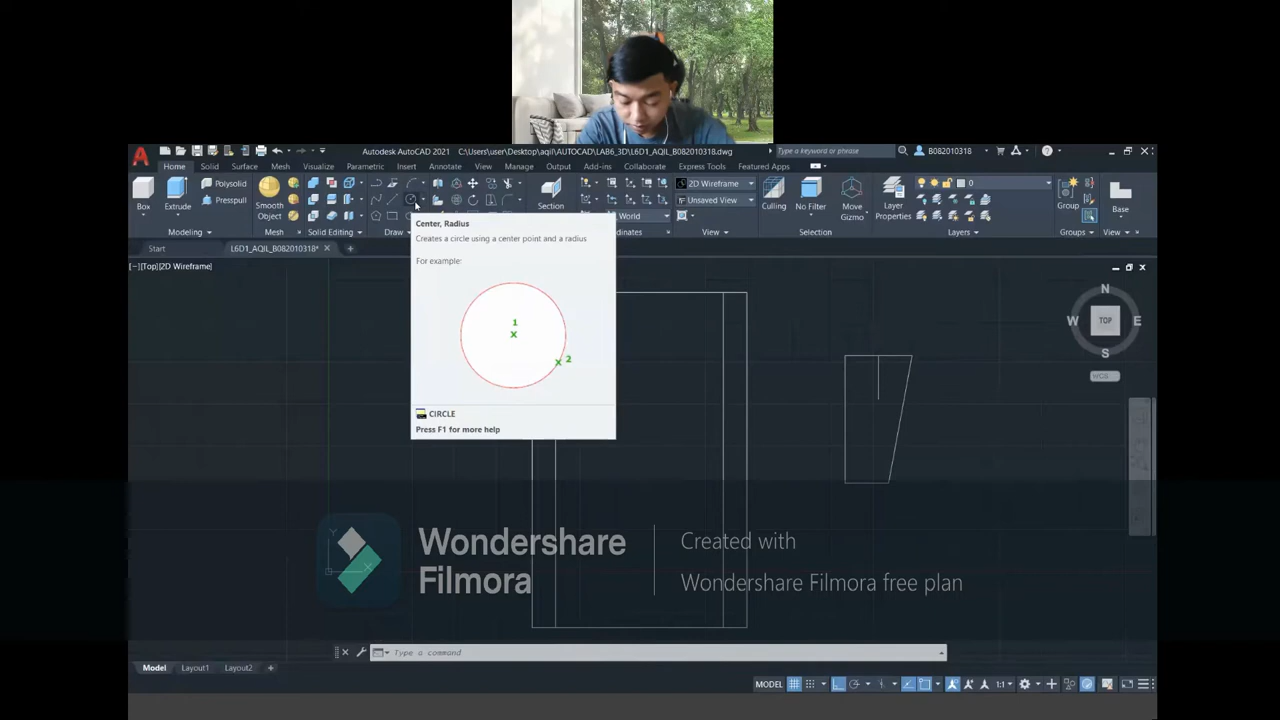 Autodesk AutoCAD 2021 C:\Users\user\Desktop\aqil\AUTOCAD\LAB6_3D\L6D1_AQIL_B082010318.dwg
Type a keyword or phrase
B082010318
Home Solid Surface Mesh Visualize Parametric Insert Annotate View Manage Output Add-ins Collaborate Express Tools Featured Apps
Polysolid
Presspull
Box
Extrude
Smooth
Object
Section
2D Wireframe
Unsaved View
World
Culling
No Filter
Move
Gizmo
Layer
Properties
0
Group
Base
Modeling
Mesh
Solid Editing
Draw
View
Selection
Layers
Groups
View
Start
L6D1_AQIL_B082010318*
[−][Top][2D Wireframe]
Center, Radius
Creates a circle using a center point and a radius
For example:
1
2
CIRCLE
Press F1 for more help
N
W TOP E
S
WCS
Y
X
Wondershare
Filmora
Created with
Wondershare Filmora free plan
Type a command
Model Layout1 Layout2
MODEL
1:1